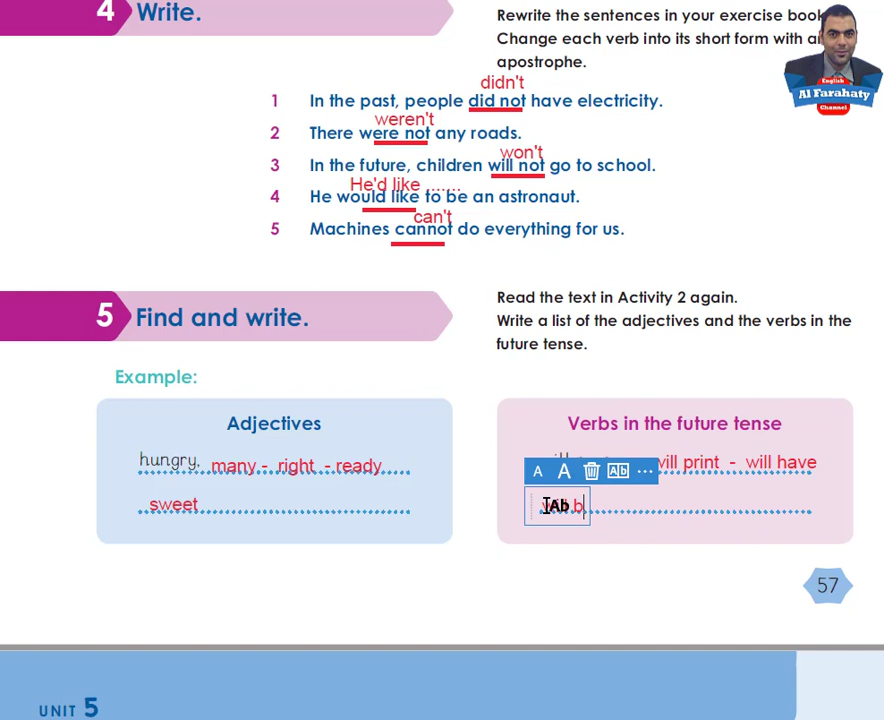 4 Write.
Rewrite the sentences in your exercise book
Change each verb into its short form with an
apostrophe.
English
Al Farahaty
Channel
didn't
1 In the past, people did not have electricity.
weren't
2 There were not any roads.
won't
3 In the future, children will not go to school.
He'd like ......
4 He would like to be an astronaut.
can't
5 Machines cannot do everything for us.
5 Find and write.
Read the text in Activity 2 again.
Write a list of the adjectives and the verbs in the
future tense.
Example:
Adjectives
hungry, many - right - ready
sweet
Verbs in the future tense
will print - will have
will b
A A Ab ...
Ab
57
UNIT 5